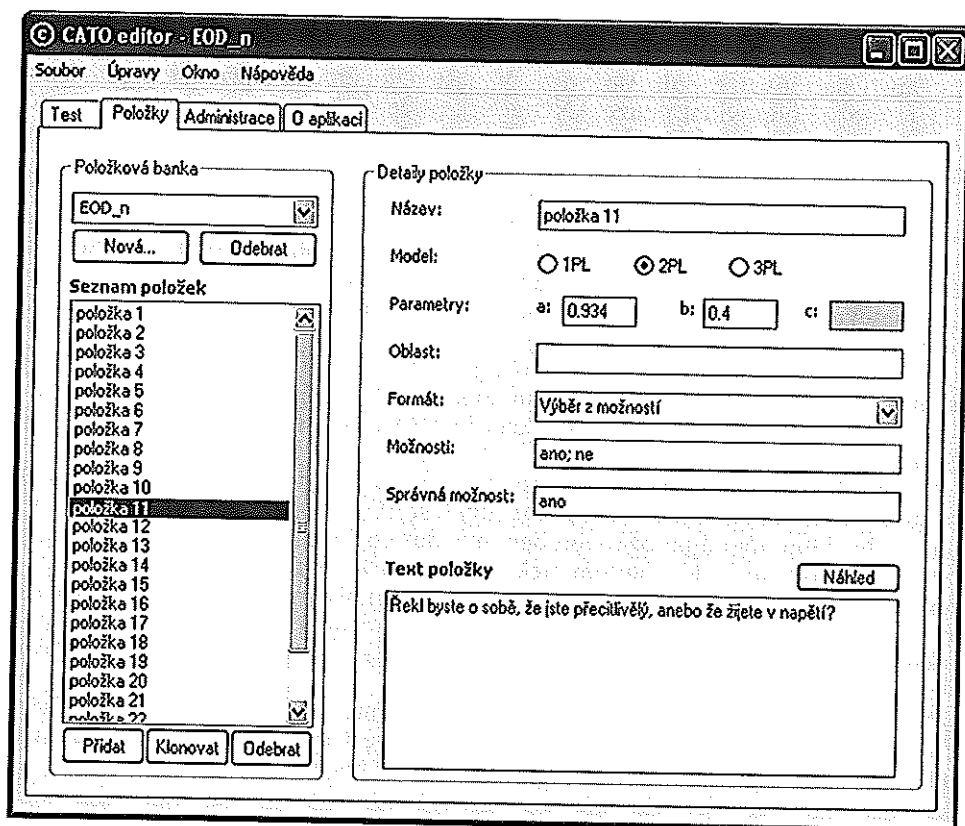 © CATO editor - EOD_n
Soubor Úpravy Okno Nápověda
Test Položky Administrace O aplikaci
Položková banka
EOD_n
Nová... Odebrat
Seznam položek
položka 1
položka 2
položka 3
položka 4
položka 5
položka 6
položka 7
položka 8
položka 9
položka 10
položka 11
položka 12
položka 13
položka 14
položka 15
položka 16
položka 17
položka 18
položka 19
položka 20
položka 21
položka 22
Přidat Klonovat Odebrat
Detaily položky
Název: položka 11
Model: 1PL 2PL 3PL
Parametry: a: 0.934 b: 0.4 c:
Oblast:
Formát: Výběr z možností
Možnosti: ano; ne
Správná možnost: ano
Text položky Náhled
Řekl byste o sobě, že jste přecitlivělý, anebo že žijete v napětí?